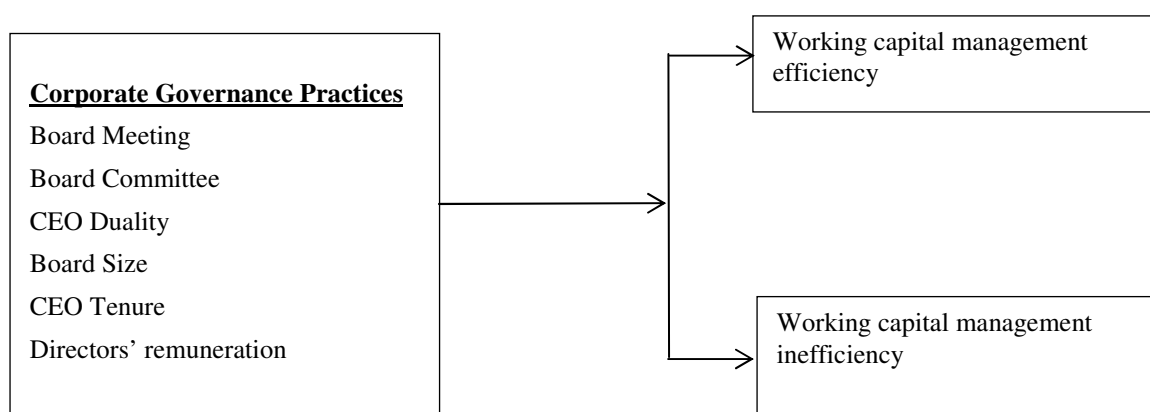 Corporate Governance Practices
Board Meeting
Board Committee
CEO Duality
Board Size
CEO Tenure
Directors’ remuneration
Working capital management
efficiency
Working capital management
inefficiency